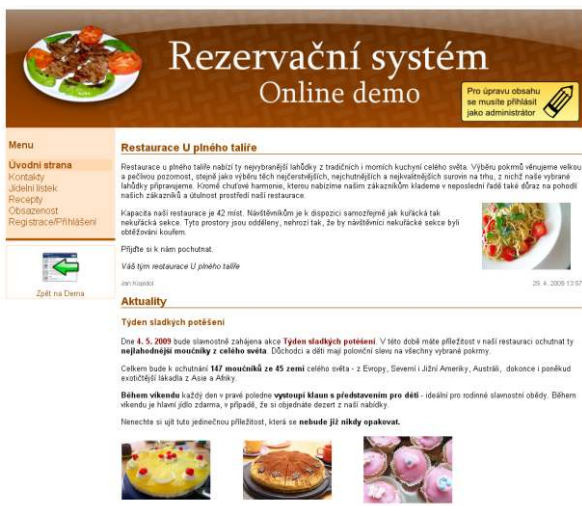 Rezervační systém
Online demo
Pro úpravu obsahu
se musíte přihlásit
jako administrátor
Menu
Úvodní strana
Kontakty
Jídelní lístek
Recepty
Obsazenost
Registrace/Přihlášení
Zpět na Dema
Restaurace U plného talíře
Restaurace u plného talíře nabízí ty nejvybranější lahůdky z tradičních i morních kuchyní celého světa. Výběru pokrmů věnujeme velkou
a pečlivou pozornost, stejně jako výběru těch nejčerstvějších, nejchutnějších a nejkvalitnějších surovin na trhu, z nichž naše vybrané
lahůdky připravujeme. Kromě chuťové harmonie, kterou nabízíme našim zákazníkům klademe v neposlední řadě také důraz na pohodlí
našich zákazníků a útulnost prostředí naší restaurace.
Kapacita naší restaurace je 42 míst. Návštěvníkům je k dispozici samozřejmě jak kuřácká tak
nekuřácká sekce. Tyto prostory jsou odděleny, nehrozí tak, že by návštěvníci nekuřácké sekce byli
obtěžováni kouřem.
Přijďte si k nám pochutnat.
Váš tým restaurace U plného talíře
Jan Kopidol
29. 4. 2009 13:57
Aktuality
Týden sladkých potěšení
Dne 4. 5. 2009 bude slavnostně zahájena akce Týden sladkých potěšení. V této době máte příležitost v naší restauraci ochutnat ty
nejlahodnější moučníky z celého světa. Důchodci a děti mají poloviční slevu na všechny vybrané pokrmy.
Celkem bude k ochutnání 147 moučníků ze 45 zemí celého světa - z Evropy, Severní i Jižní Ameriky, Austrálii, dokonce i poněkud
exotičtější lákadla z Asie a Afriky.
Během víkendu každý den v pravé poledne vystoupí klaun s představením pro děti - ideální pro rodinné slavnostní obědy. Během
víkendu je hlavní jídlo zdarma, v případě, že si objednáte dezert z naší nabídky.
Nenechte si ujít tuto jedinečnou příležitost, která se nebude již nikdy opakovat.